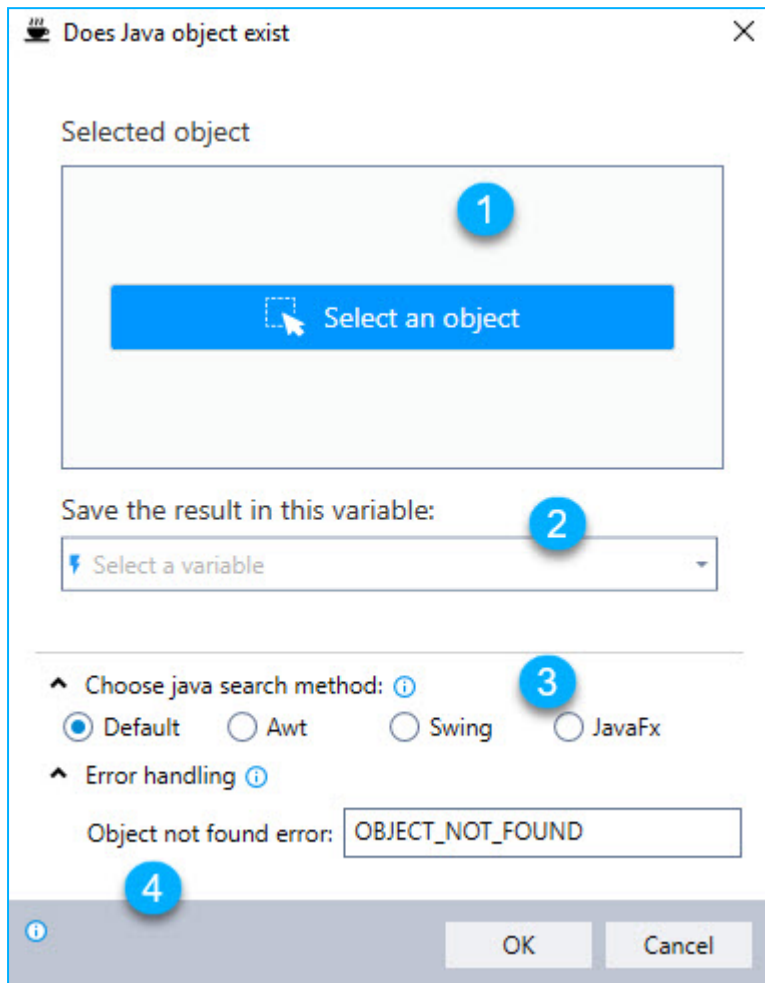 Does Java object exist
Selected object
1
Select an object
Save the result in this variable:
2
Select a variable
3
Choose java search method:
Default Awt Swing JavaFx
Error handling
Object not found error: OBJECT_NOT_FOUND
4
OK Cancel